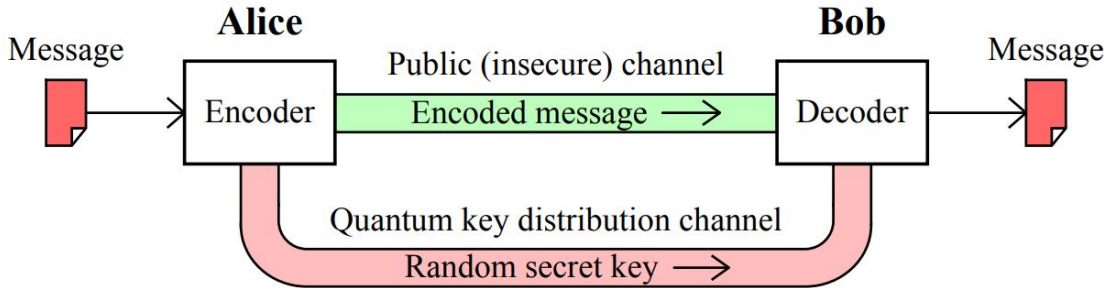 Alice
Bob
Message
Message
Public (insecure) channel
Encoder
Encoded message
Decoder
Quantum key distribution channel
Random secret key